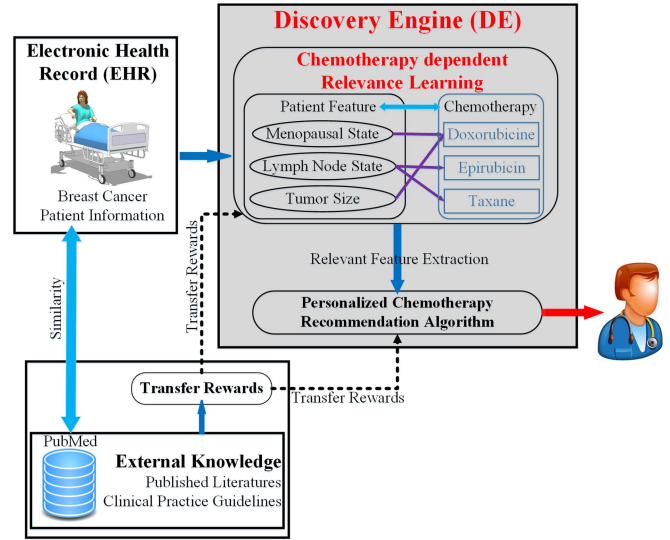 Discovery Engine (DE)
Electronic Health
Record (EHR)
Breast Cancer
Patient Information
Chemotherapy dependent
Relevance Learning
Patient Feature
Chemotherapy
Menopausal State
Doxorubicine
Lymph Node State
Epirubicin
Tumor Size
Taxane
Relevant Feature Extraction
Personalized Chemotherapy
Recommendation Algorithm
Similarity
Transfer Rewards
Transfer Rewards
Transfer Rewards
PubMed
External Knowledge
Published Literatures
Clinical Practice Guidelines